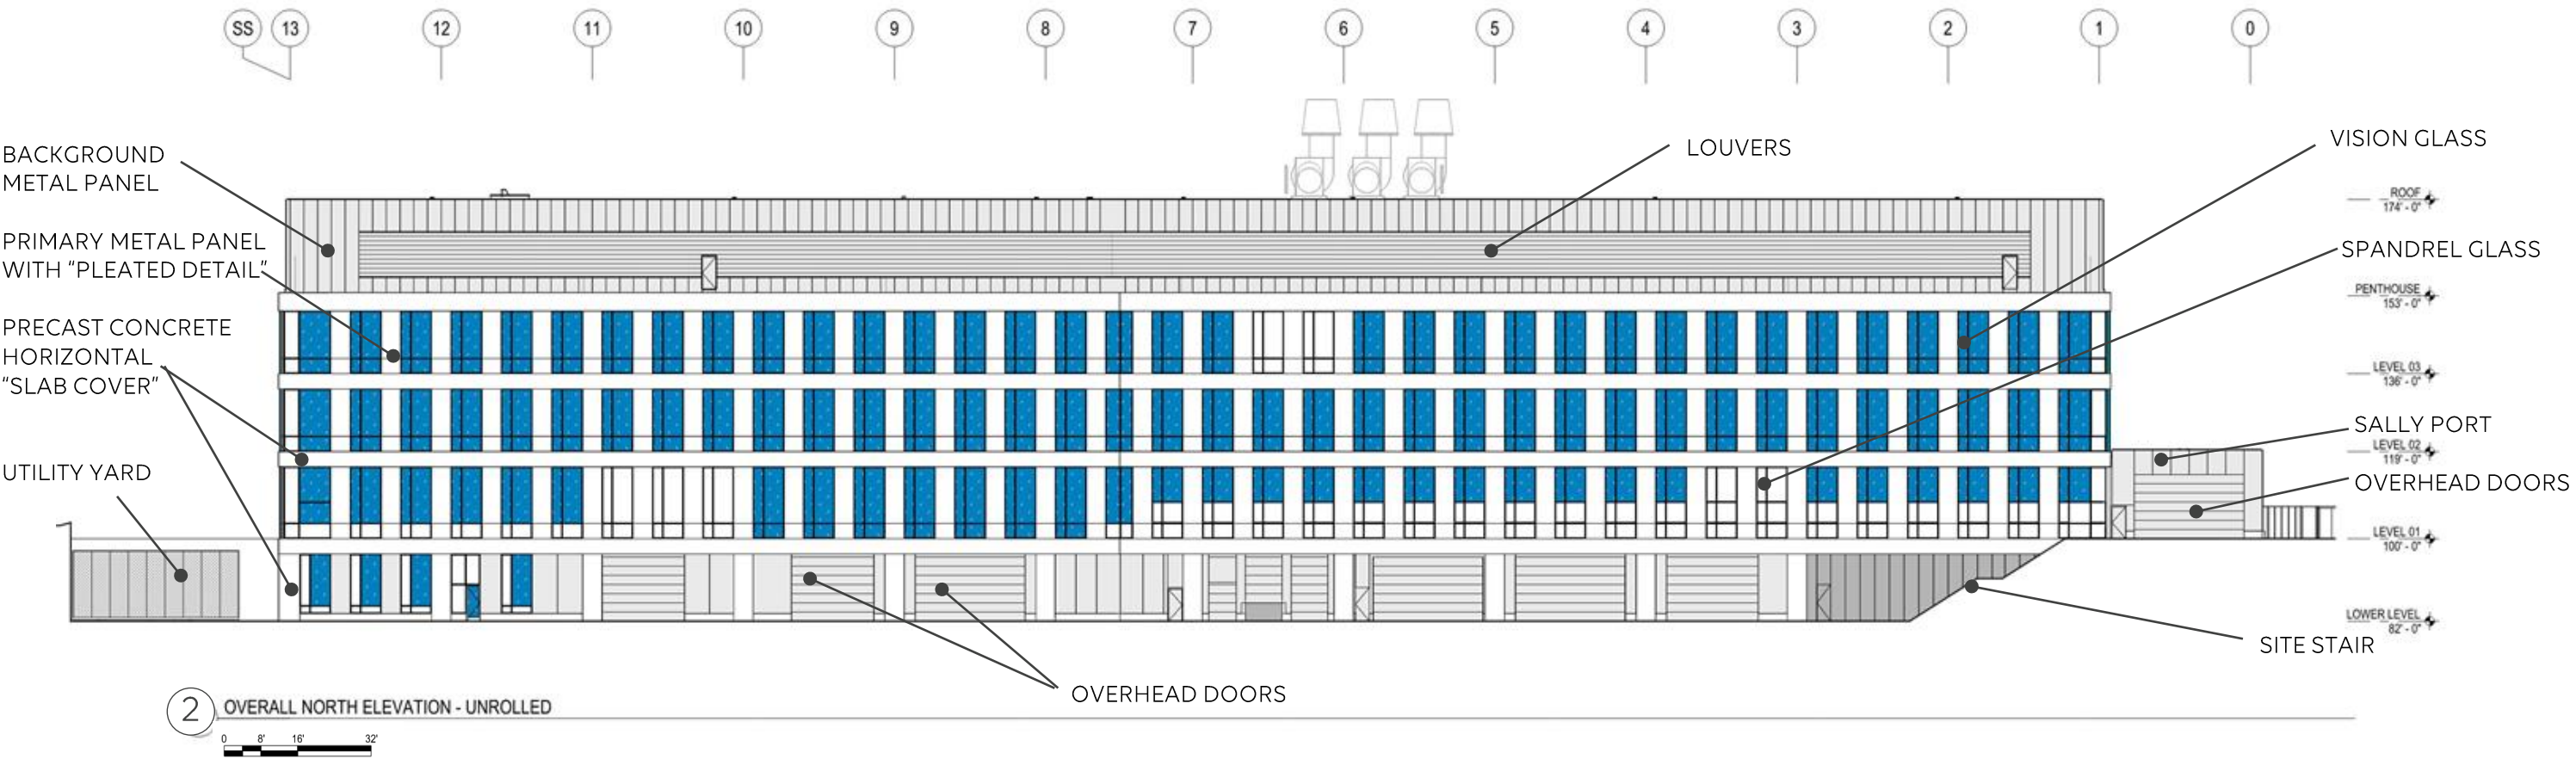 SS 13 12 11 10 9 8 7 6 5 4 3 2 1 0
BACKGROUND
METAL PANEL
PRIMARY METAL PANEL
WITH “PLEATED DETAIL”
PRECAST CONCRETE
HORIZONTAL
“SLAB COVER”
UTILITY YARD
LOUVERS
VISION GLASS
ROOF
174' - 0"
SPANDREL GLASS
PENTHOUSE
153' - 0"
LEVEL 03
136' - 0"
SALLY PORT
LEVEL 02
119' - 0"
OVERHEAD DOORS
LEVEL 01
100' - 0"
LOWER LEVEL
82' - 0"
SITE STAIR
OVERHEAD DOORS
2 OVERALL NORTH ELEVATION - UNROLLED
0 8' 16' 32'